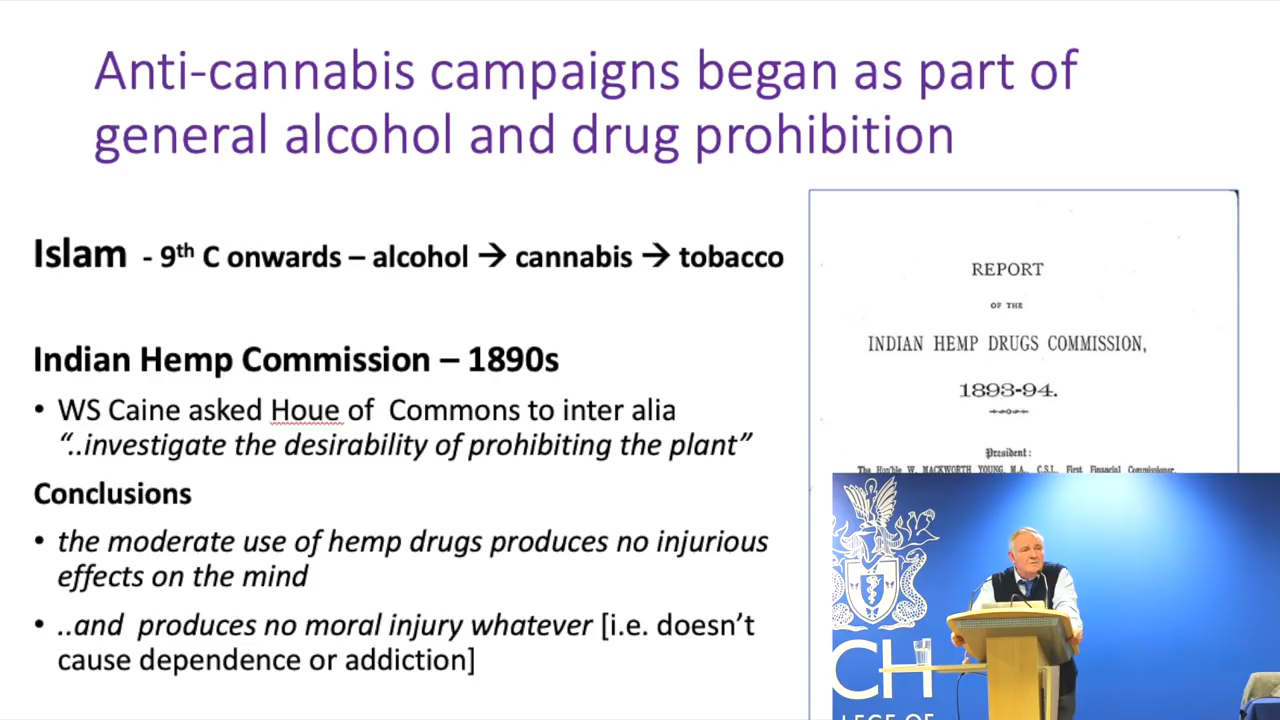 Anti-cannabis campaigns began as part of
general alcohol and drug prohibition
Islam - 9th C onwards – alcohol → cannabis → tobacco
Indian Hemp Commission – 1890s
• WS Caine asked Houe of Commons to inter alia
“..investigate the desirability of prohibiting the plant”
Conclusions
• the moderate use of hemp drugs produces no injurious
effects on the mind
• ..and produces no moral injury whatever [i.e. doesn’t
cause dependence or addiction]
REPORT
OF THE
INDIAN HEMP DRUGS COMMISSION,
1893-94.
President:
The Hon'ble W. MACKWORTH YOUNG, M.A., C.S.I., First Financial Commissioner,
CH
LEGE OF